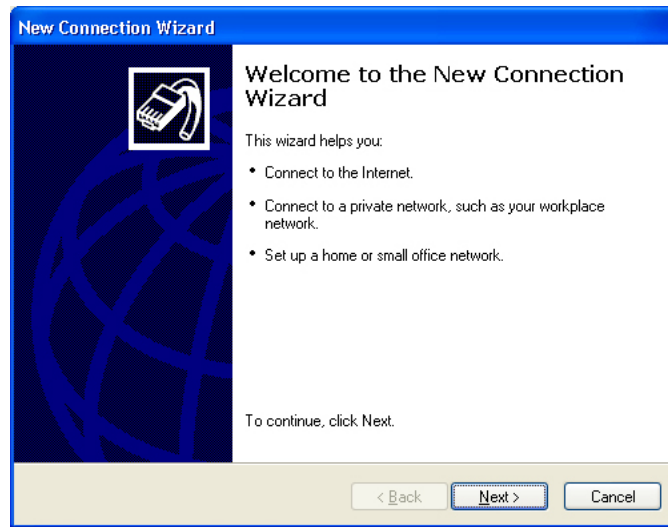 New Connection Wizard
Welcome to the New Connection
Wizard
This wizard helps you:
• Connect to the Internet.
• Connect to a private network, such as your workplace
network.
• Set up a home or small office network.
To continue, click Next.
< Back Next > Cancel